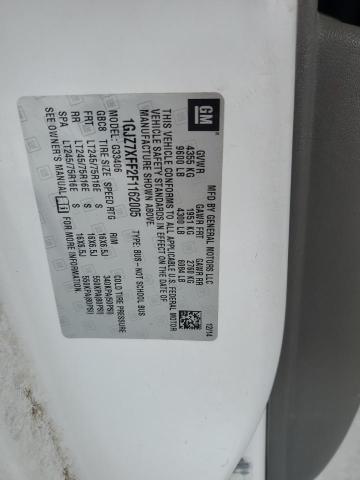 GM
MFD BY GENERAL MOTORS LLC
12/14
GVWR GAWR FRT GAWR RR
4355 KG 1951 KG 2760 KG
9600 LB 4300 LB 6084 LB
THIS VEHICLE CONFORMS TO ALL APPLICABLE U.S. FEDERAL MOTOR
VEHICLE SAFETY STANDARDS IN EFFECT ON THE DATE OF
MANUFACTURE SHOWN ABOVE.
1GJZ7XFF2F1162005 TYPE: BUS - NOT SCHOOL BUS
MODEL: G33406
GBC8 TIRE SIZE SPEED RTG RIM COLD TIRE PRESSURE
FRT LT245/75R16E S 16X6.5J 340KPA(50PSI)
RR LT245/75R16E S 16X6.5J 550KPA(80PSI)
SPA LT245/75R16E S 16X6.5J 550KPA(80PSI)
SEE OWNER'S MANUAL FOR MORE INFORMATION.